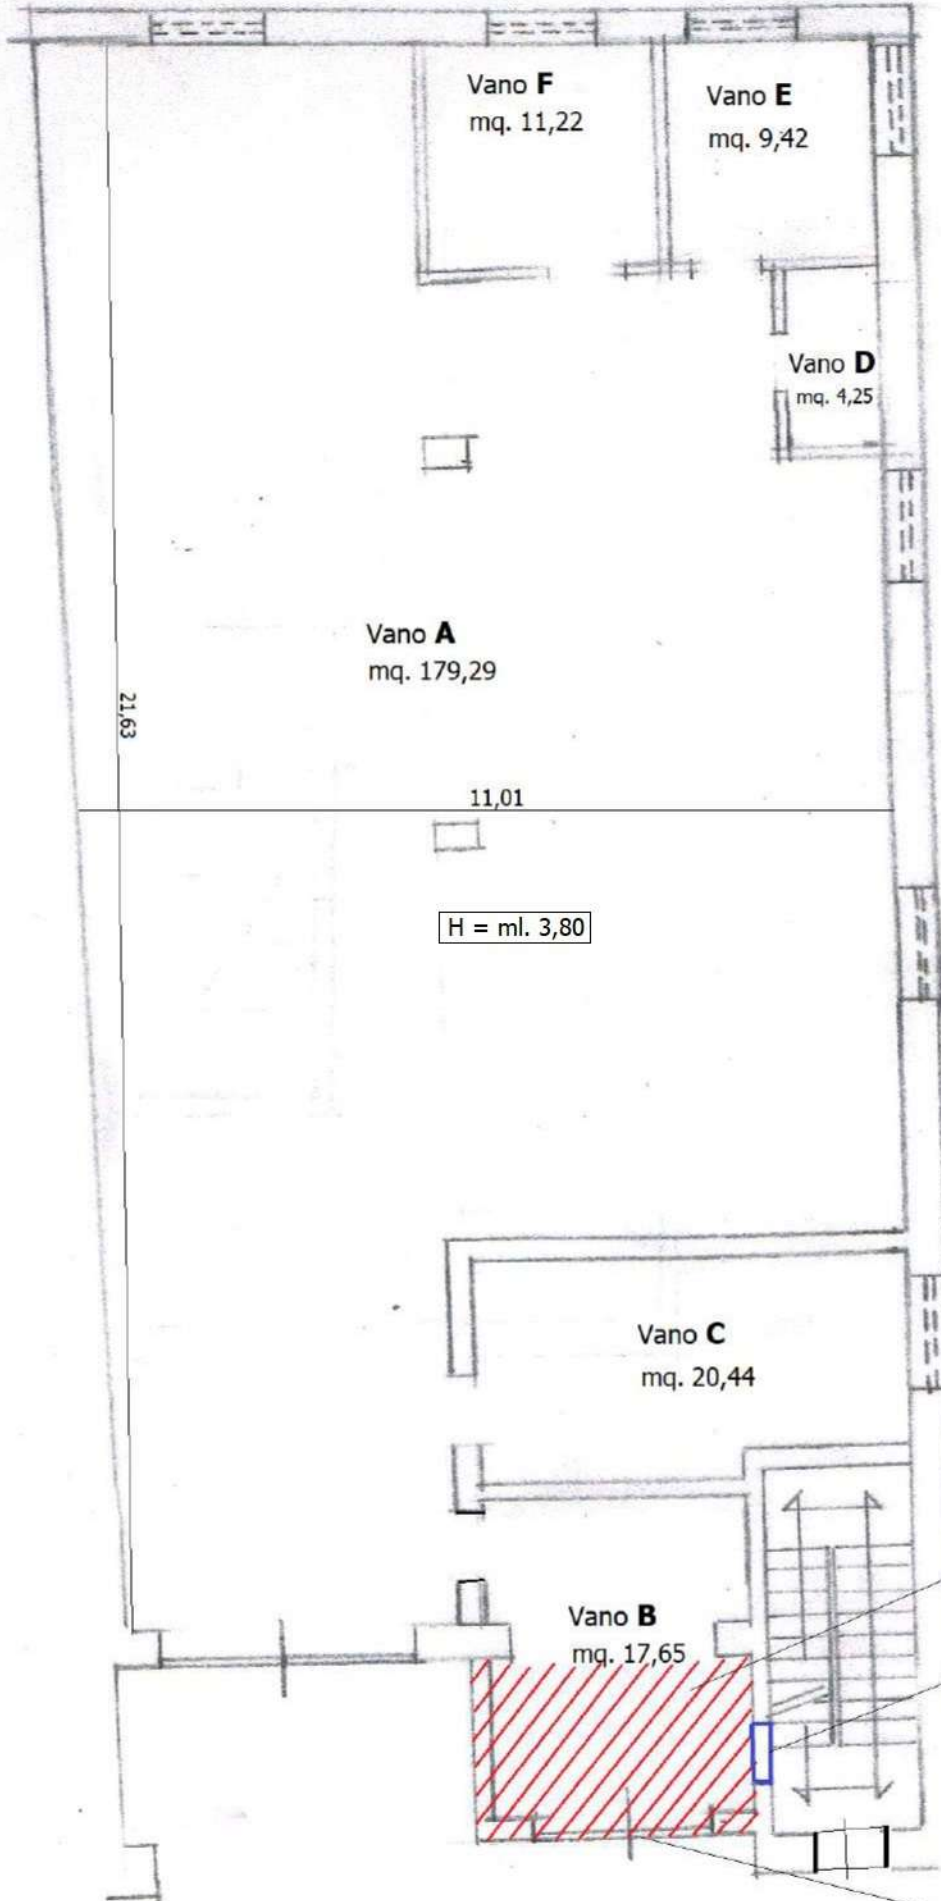 Vano F
mq. 11,22
Vano E
mq. 9,42
Vano D
mq. 4,25
Vano A
mq. 179,29
21,63
11,01
H = ml. 3,80
Vano C
mq. 20,44
Vano B
mq. 17,65